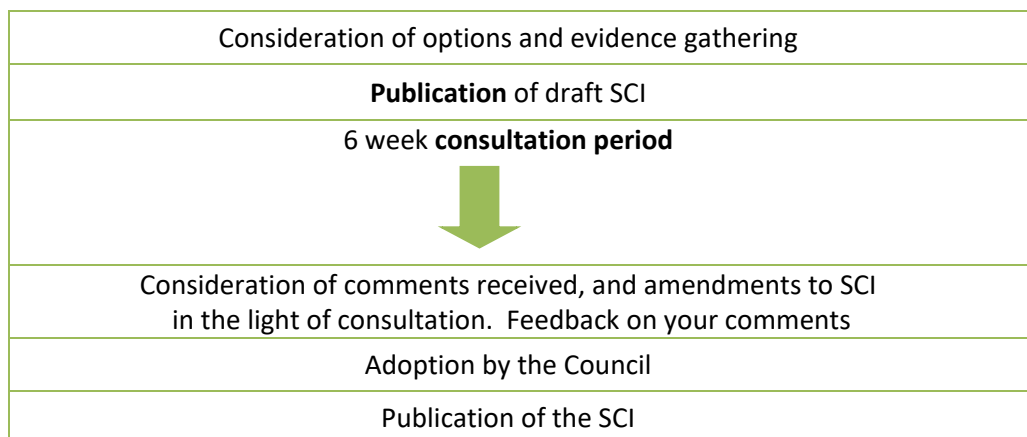 Consideration of options and evidence gathering
Publication of draft SCI
6 week consultation period
Consideration of comments received, and amendments to SCI
in the light of consultation.  Feedback on your comments
Adoption by the Council
Publication of the SCI